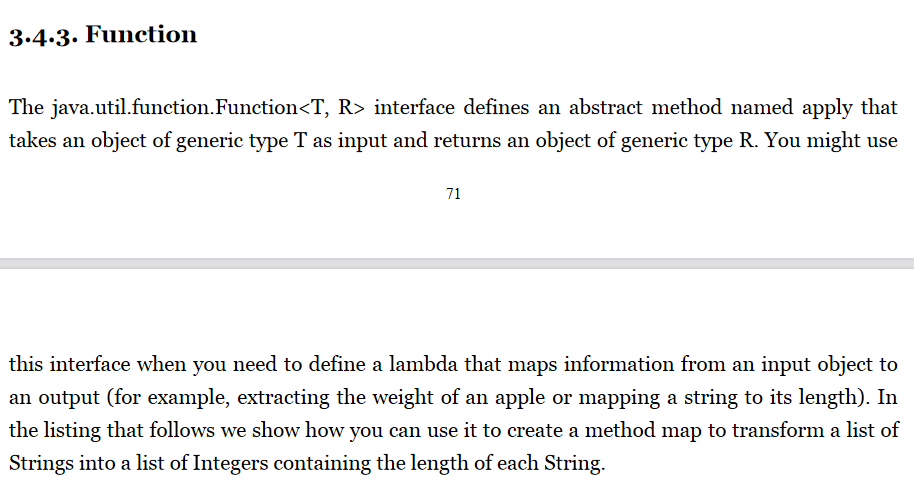 3.4.3. Function
The java.util.function.Function<T, R> interface defines an abstract method named apply that
takes an object of generic type T as input and returns an object of generic type R. You might use
71
this interface when you need to define a lambda that maps information from an input object to
an output (for example, extracting the weight of an apple or mapping a string to its length). In
the listing that follows we show how you can use it to create a method map to transform a list of
Strings into a list of Integers containing the length of each String.